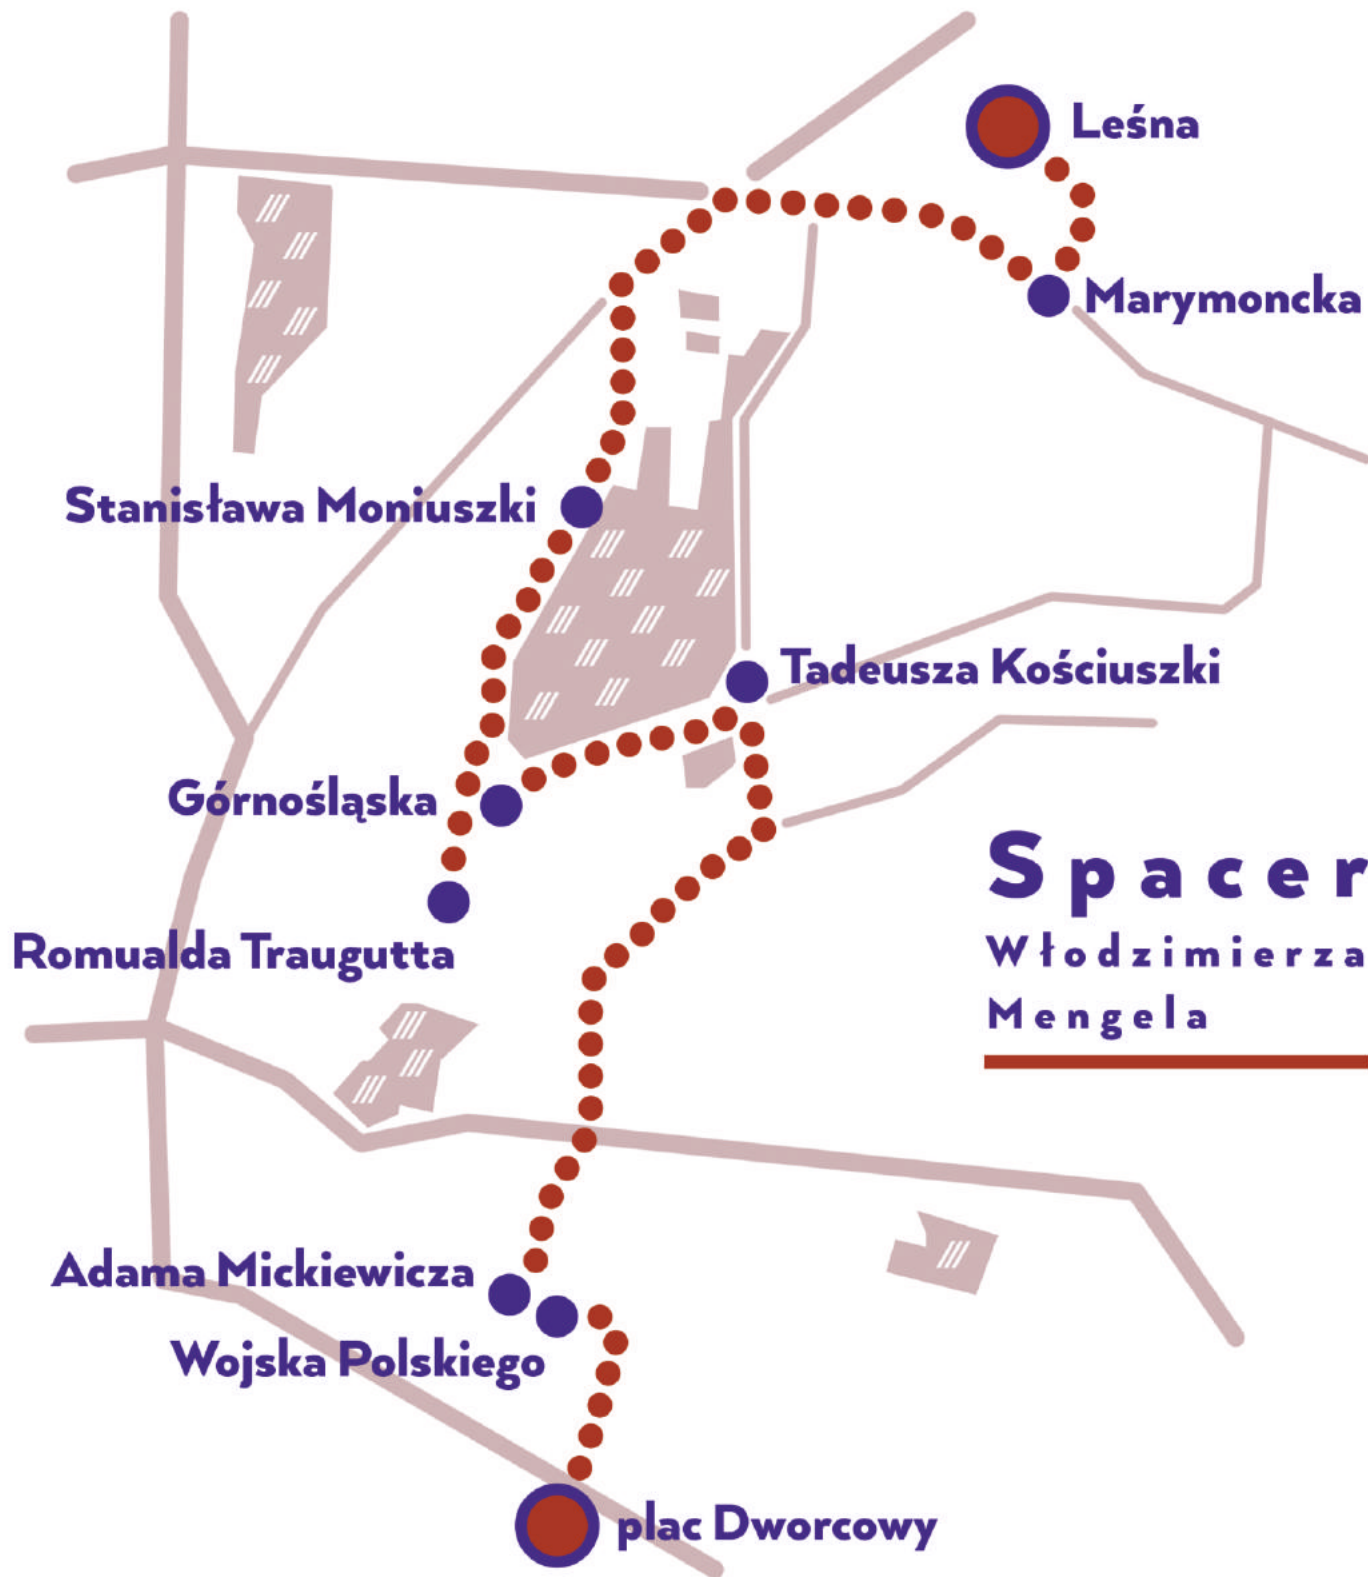 Leśna
Marymoncka
Stanisława Moniuszki
Tadeusza Kościuszki
Górnośląska
Spacer
Włodzimierza
Mengela
Romualda Traugutta
Adama Mickiewicza
Wojska Polskiego
plac Dworcowy